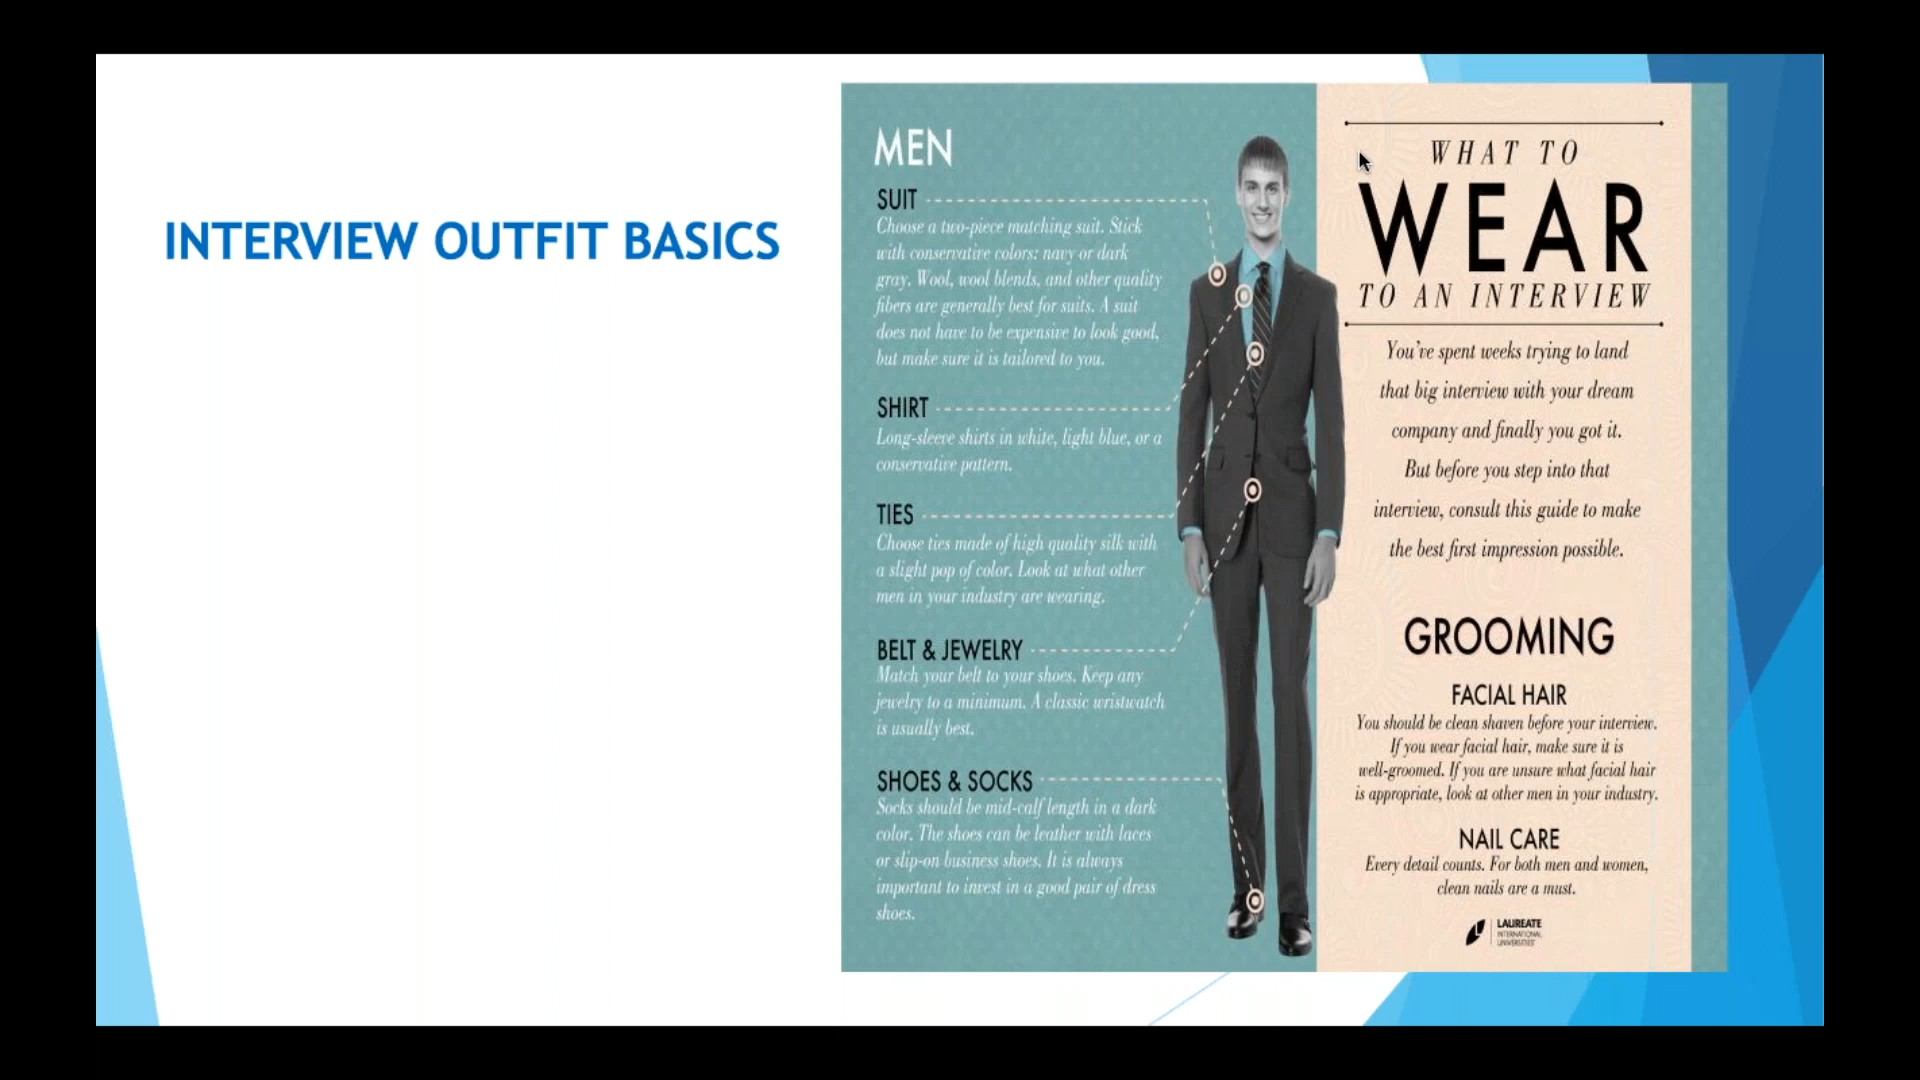 INTERVIEW OUTFIT BASICS
MEN
SUIT
Choose a two-piece matching suit. Stick
with conservative colors: navy or dark
gray. Wool, wool blends, and other quality
fibers are generally best for suits. A suit
does not have to be expensive to look good,
but make sure it is tailored to you.
SHIRT
Long-sleeve shirts in white, light blue, or a
conservative pattern.
TIES
Choose ties made of high quality silk with
a slight pop of color. Look at what other
men in your industry are wearing.
BELT & JEWELRY
Match your belt to your shoes. Keep any
jewelry to a minimum. A classic wristwatch
is usually best.
SHOES & SOCKS
Socks should be mid-calf length in a dark
color. The shoes can be leather with laces
or slip-on business shoes. It is always
important to invest in a good pair of dress
shoes.
WHAT TO
WEAR
TO AN INTERVIEW
You've spent weeks trying to land
that big interview with your dream
company and finally you got it.
But before you step into that
interview, consult this guide to make
the best first impression possible.
GROOMING
FACIAL HAIR
You should be clean shaven before your interview.
If you wear facial hair, make sure it is
well-groomed. If you are unsure what facial hair
is appropriate, look at other men in your industry.
NAIL CARE
Every detail counts. For both men and women,
clean nails are a must.
LAUREATE
INTERNATIONAL
UNIVERSITIES